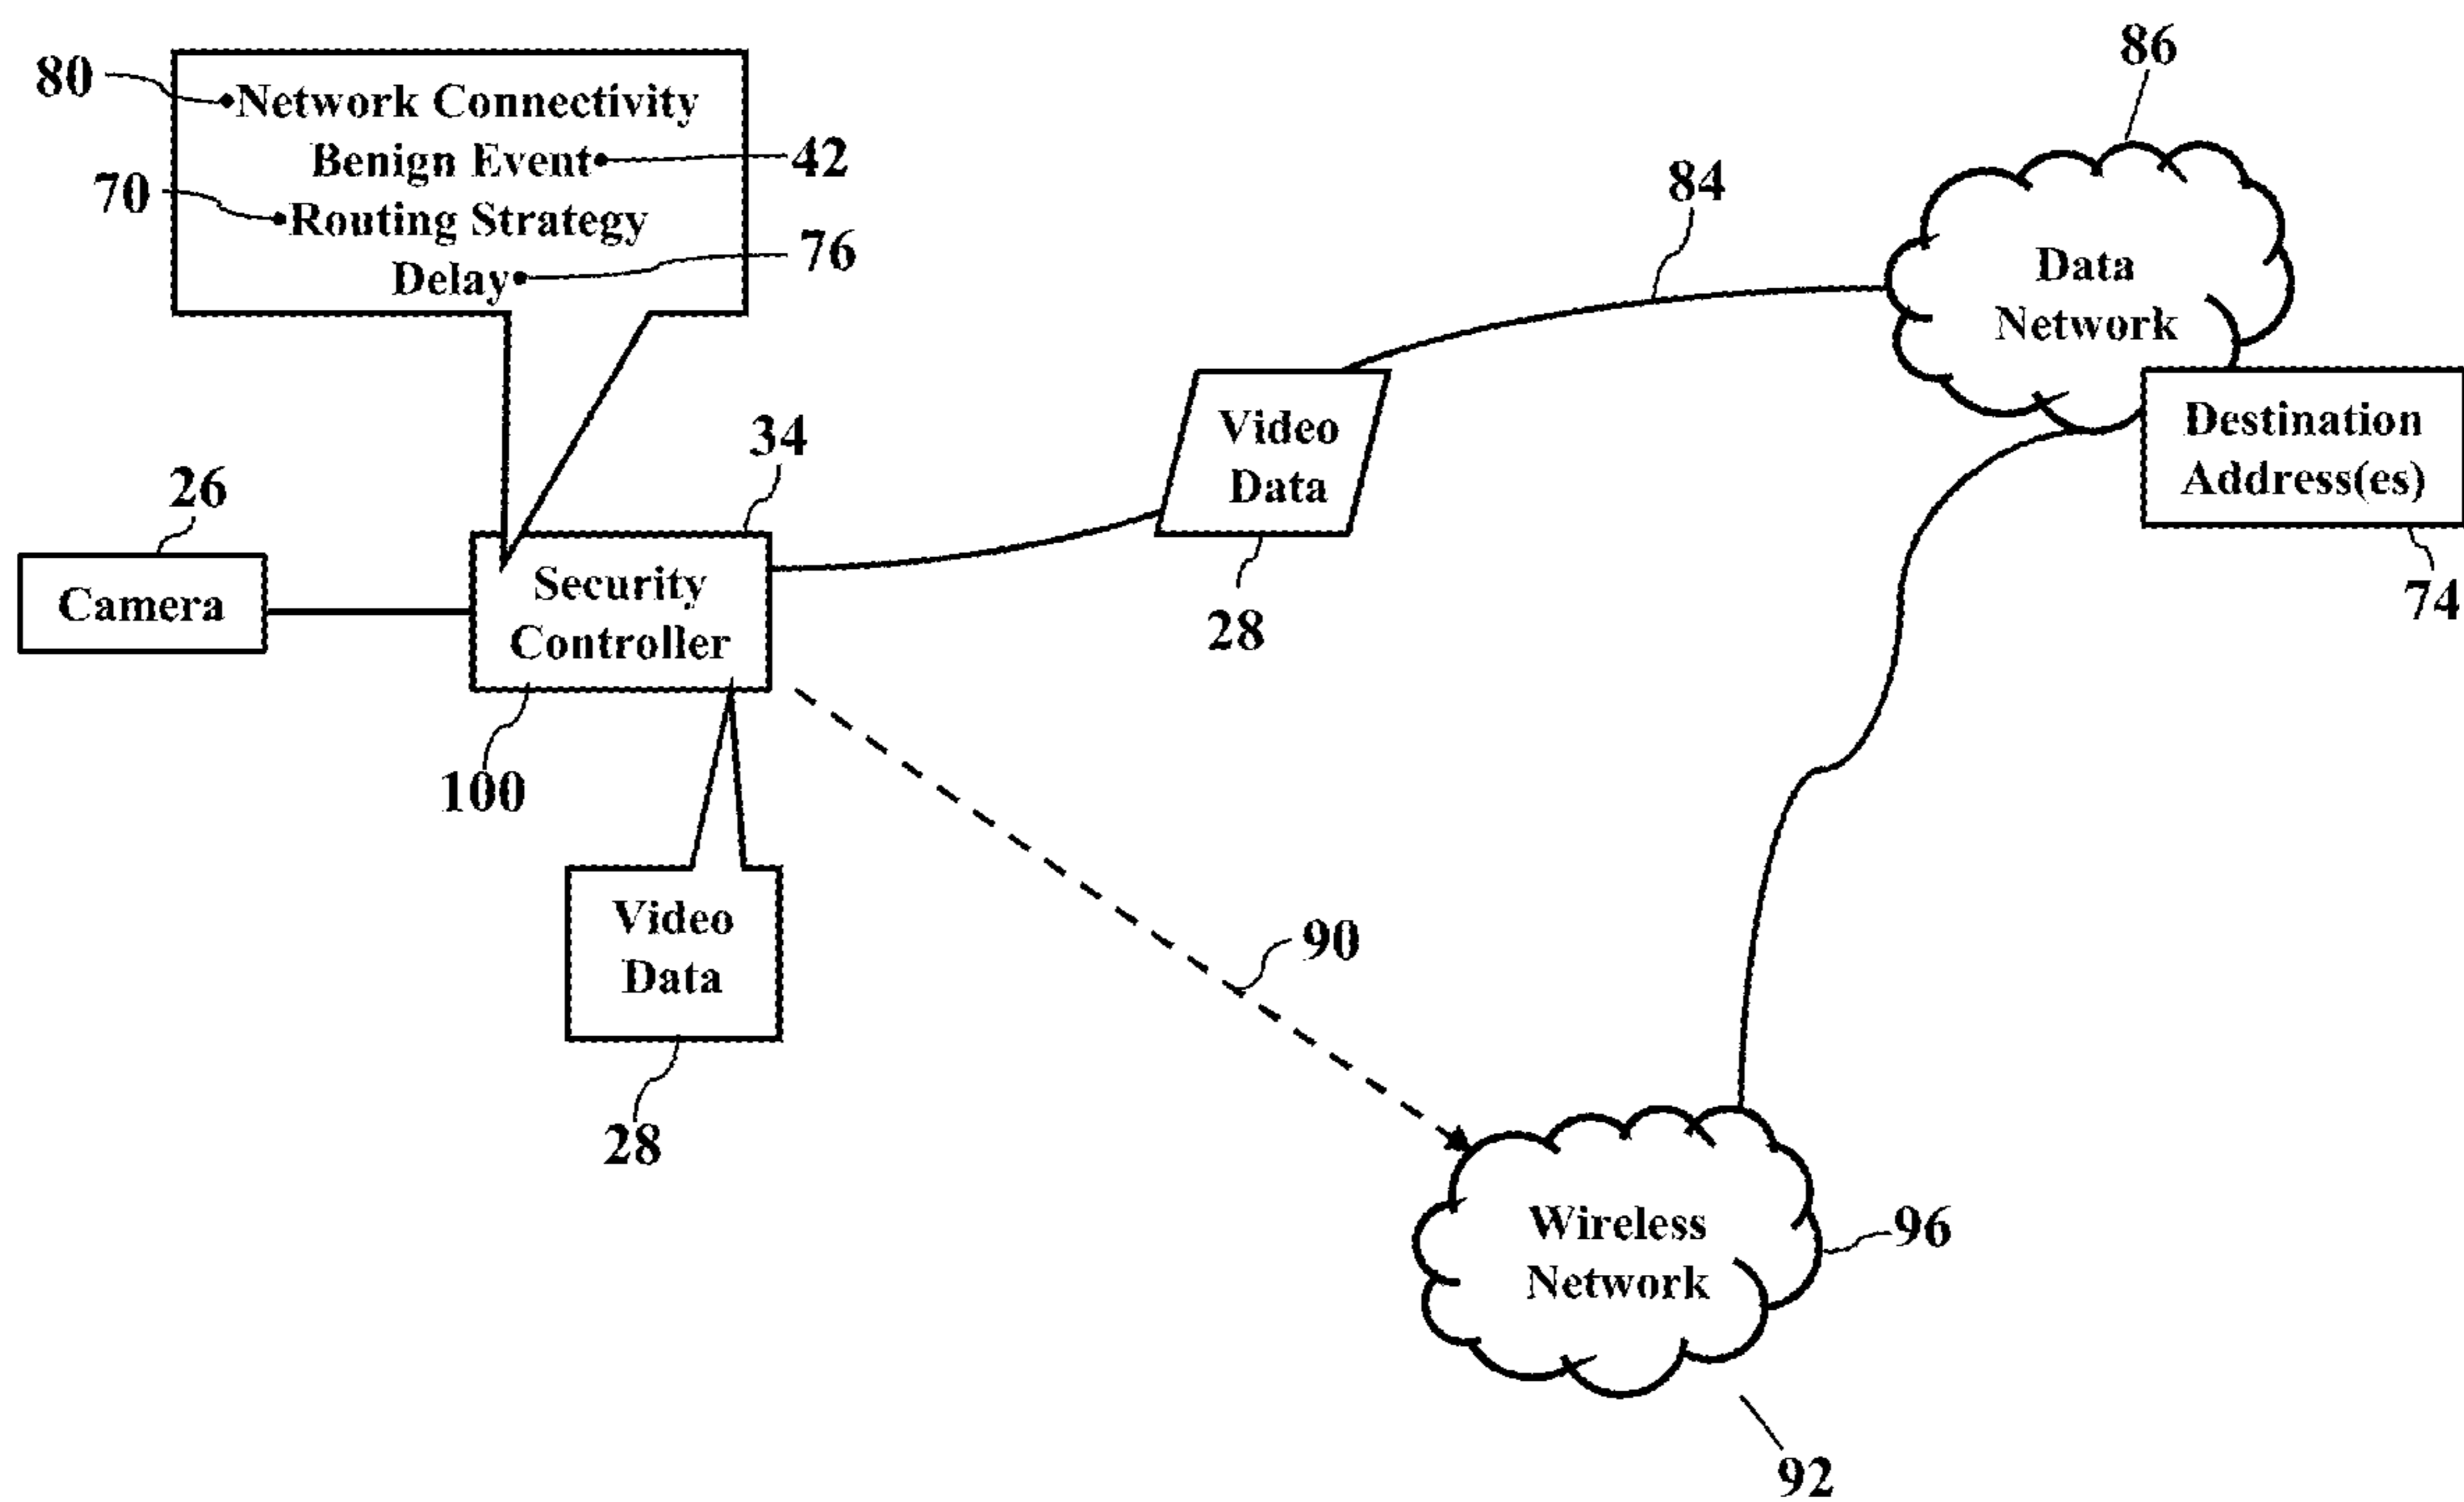 86
80
Network Connectivity
Benign Event
42
70
Routing Strategy
84
Delay
76
Data
Network
34
Video
Data
Destination
Address(es)
26
Camera
Security
Controller
28
74
100
Video
Data
90
28
Wireless
Network
96
92